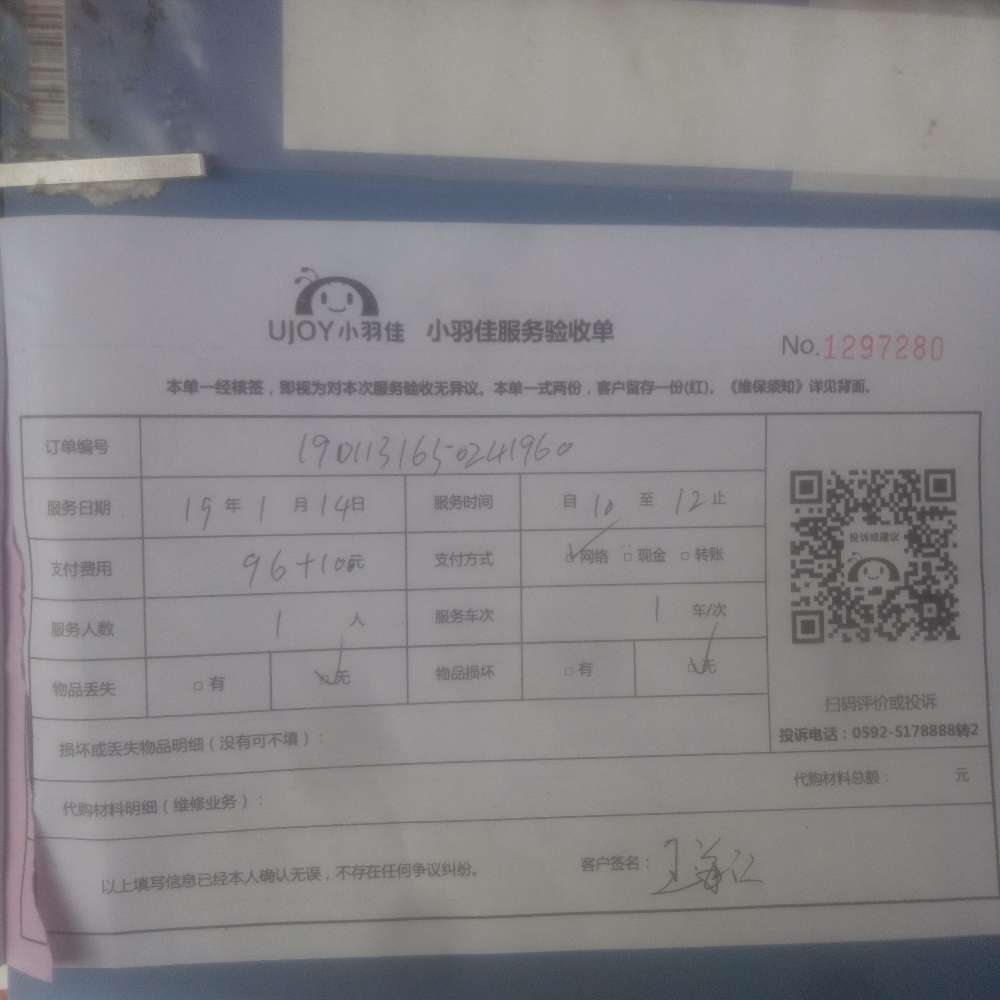 UJOY小羽佳 小羽佳服务验收单
No.1297280
本单一经核签，即视为对本次服务验收无异议。本单一式两份，客户留存一份(红)。《维保须知》详见背面。
订单编号 1901131650241960
服务日期 19年1月14日 服务时间 自10至12止
支付费用 96+10元 支付方式 ☑网络 □现金 □转账
投诉或建议
服务人数 1人 服务车次 1车/次
物品丢失 □有 ☑无 物品损坏 □有 ☑无
扫码评价或投诉
投诉电话：0592-5178888转2
损坏或丢失物品明细（没有可不填）：
代购材料明细（维修业务）： 代购材料总额： 元
以上填写信息已经本人确认无误，不存在任何争议纠纷。 客户签名：